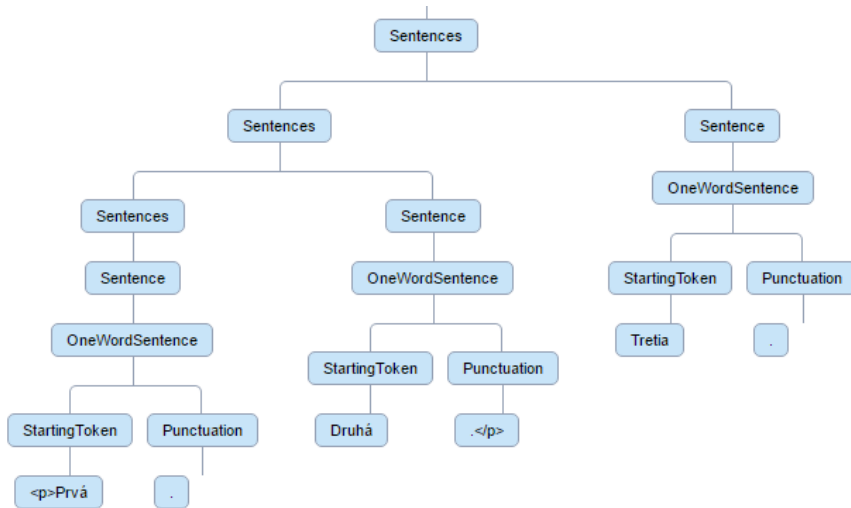 Sentences
Sentences Sentence
OneWordSentence
Sentences Sentence
Sentence OneWordSentence StartingToken Punctuation
OneWordSentence Tretia .
StartingToken Punctuation
StartingToken Punctuation Druhá .</p>
<p>Prvá .